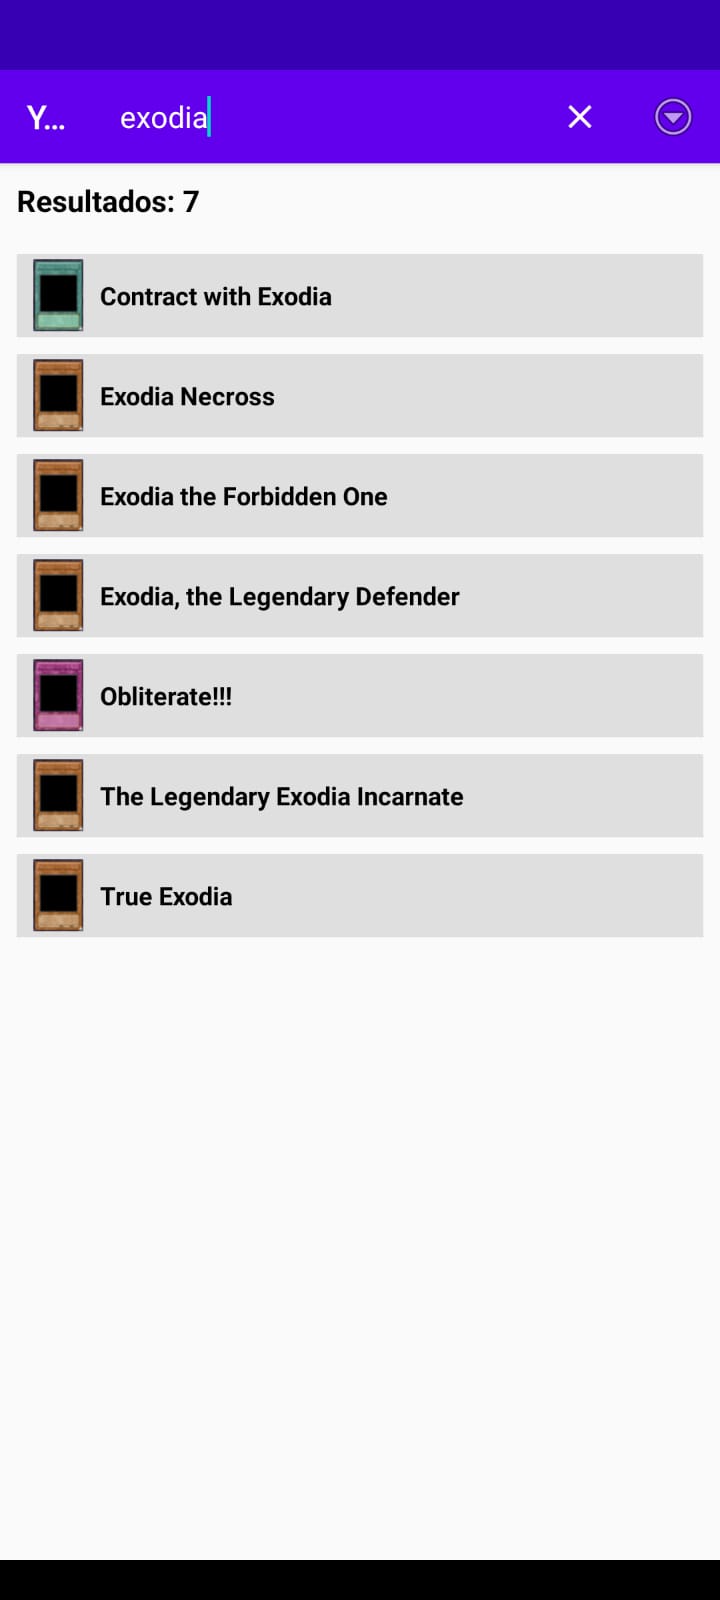 Y... exodia
Resultados: 7
Contract with Exodia
Exodia Necross
Exodia the Forbidden One
Exodia, the Legendary Defender
Obliterate!!!
The Legendary Exodia Incarnate
True Exodia